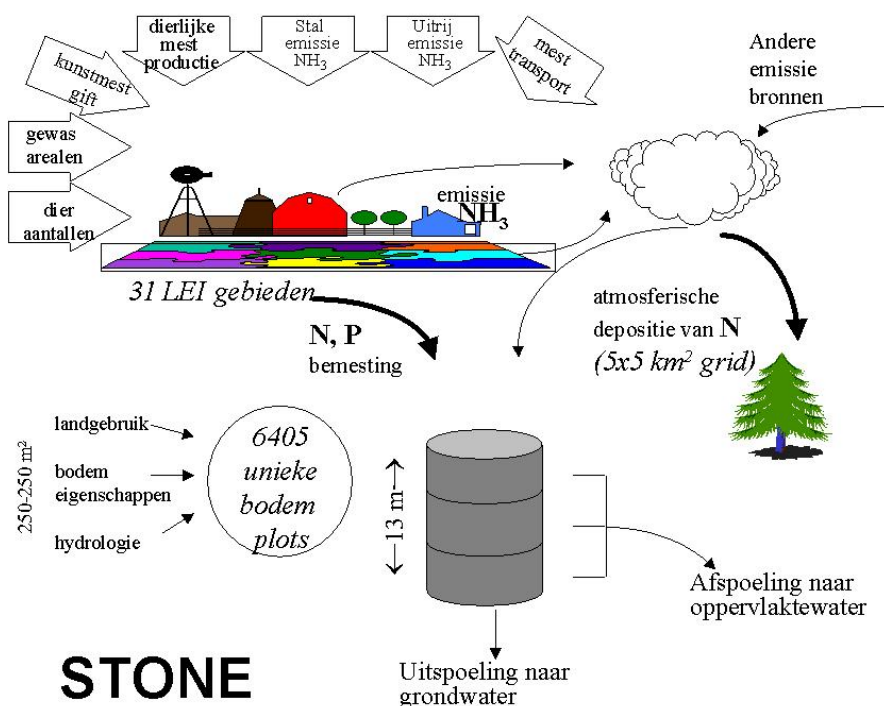 dierlijke
mest
productie
Stal
emissie
NH₃
Uitrij
emissie
NH₃
mest
transport
Andere
emissie
bronnen
kunstmest
gift
gewas
arealen
dier
aantallen
emissie
NH₃
31 LEI gebieden
N, P
bemesting
atmosferische
depositie van N
(5x5 km² grid)
250-250 m²
landgebruik
bodem
eigenschappen
hydrologie
6405
unieke
bodem
plots
13 m
Afspoeling naar
oppervlaktewater
Uitspoeling naar
grondwater
STONE